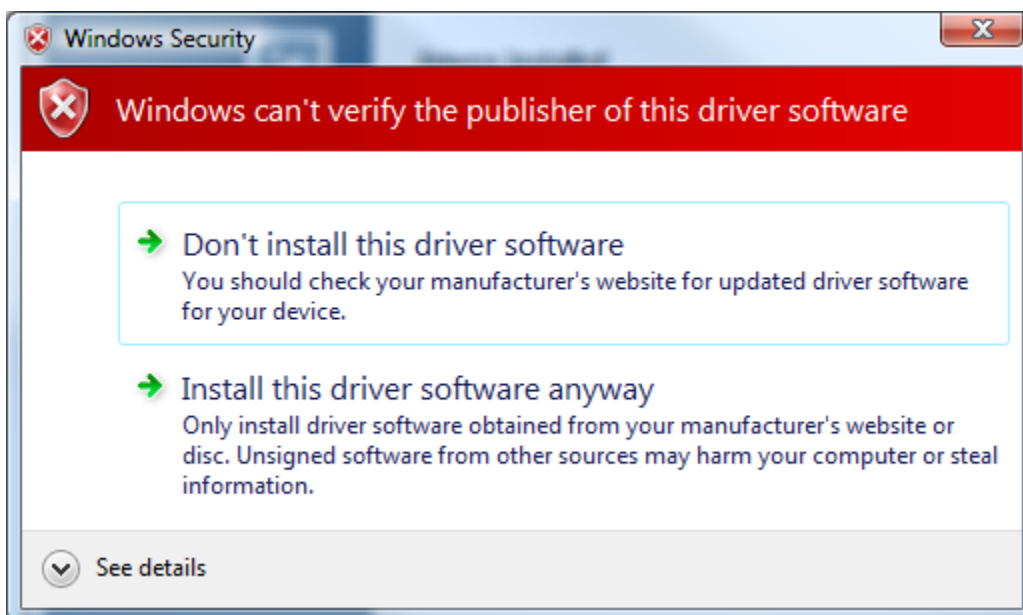 Windows Security
Windows can't verify the publisher of this driver software
Don't install this driver software
You should check your manufacturer's website for updated driver software
for your device.
Install this driver software anyway
Only install driver software obtained from your manufacturer's website or
disc. Unsigned software from other sources may harm your computer or steal
information.
See details